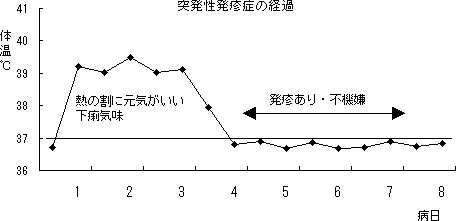 突発性発疹症の経過
体温℃
41
40
39
38
37
36
熱の割に元気がいい
下痢気味
発疹あり・不機嫌
1 2 3 4 5 6 7 8
病日